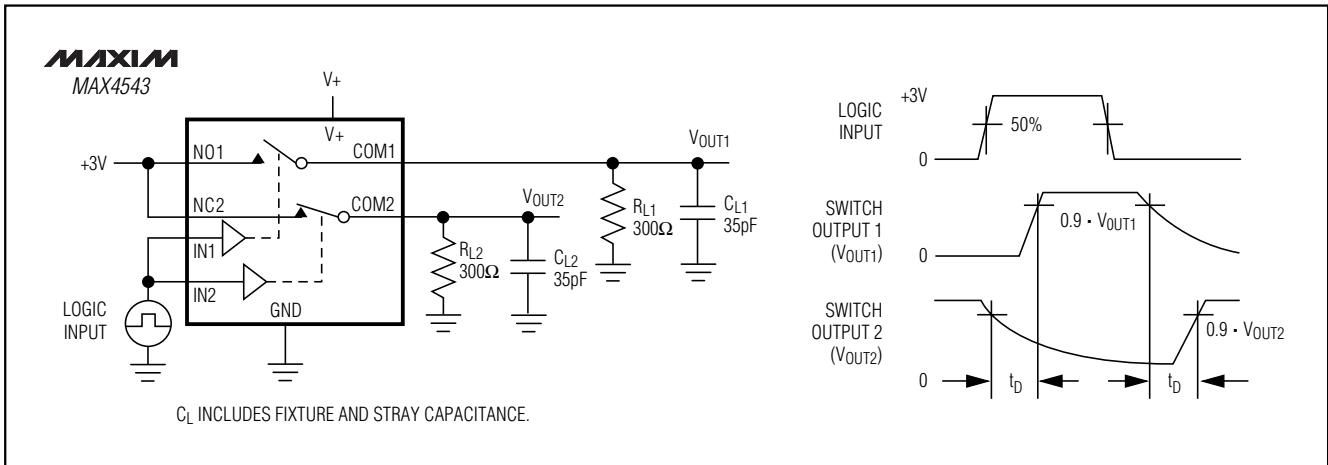 MAXIM
MAX4543
V+
V+
+3V
NO1
COM1
VOUT1
NC2
COM2
VOUT2
RL1
300Ω
CL1
35pF
IN1
RL2
300Ω
CL2
35pF
IN2
LOGIC
INPUT
GND
CL INCLUDES FIXTURE AND STRAY CAPACITANCE.
LOGIC
INPUT
+3V
50%
0
SWITCH
OUTPUT 1
(VOUT1)
0.9 · VOUT1
0
SWITCH
OUTPUT 2
(VOUT2)
0.9 · VOUT2
0
tD
tD